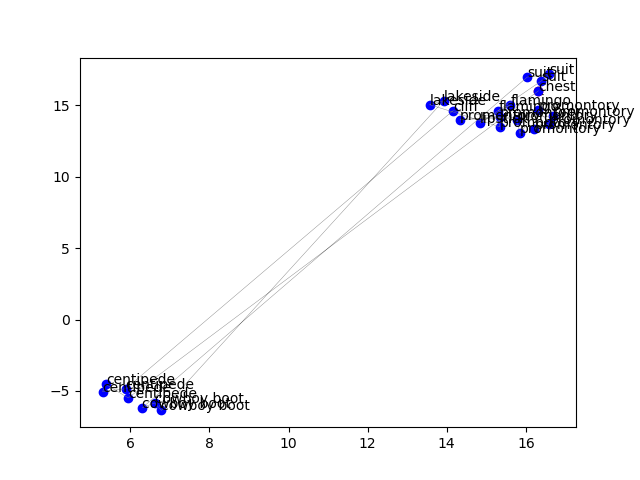 suit
suit
suit
chest
lakeside
lakeside
flamingo
cliff
promontory
promontory
promontory
promontory
promontory
15
10
5
0
−5
centipede
centipede
centipede
centipede
cowboy boot
cowboy boot
cowboy boot
6
8
10
12
14
16